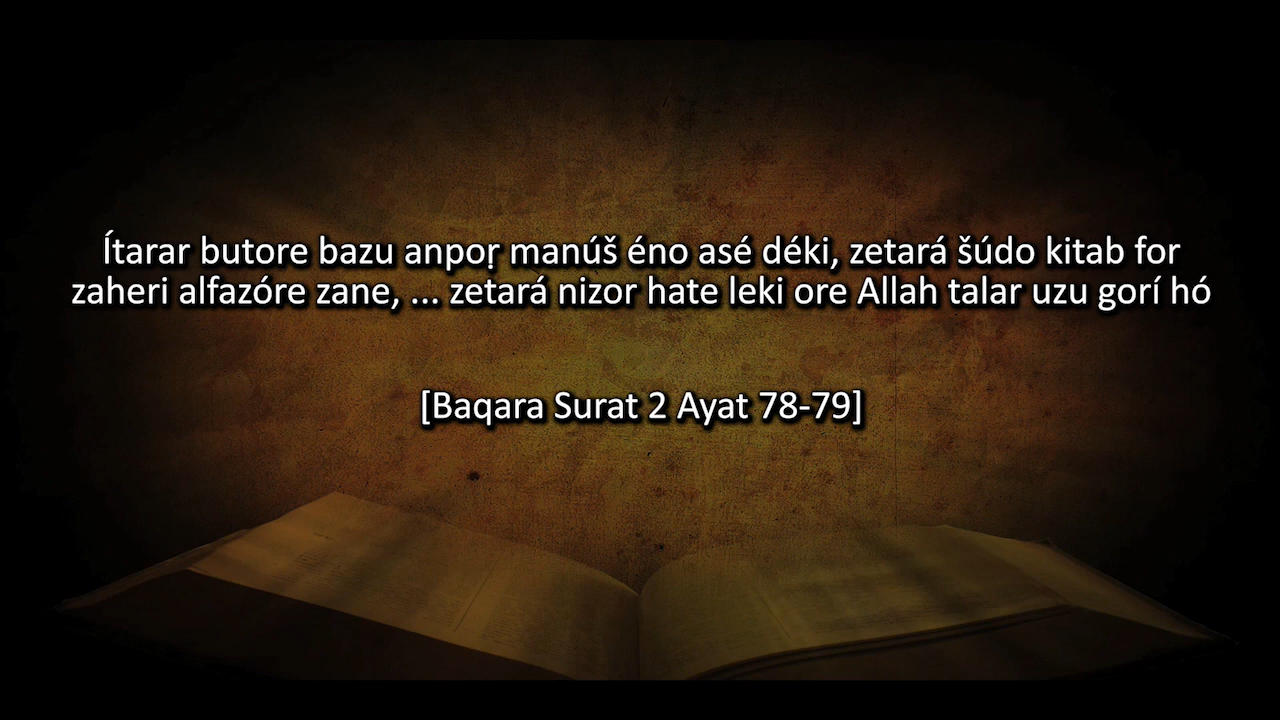 Ítarar butore bazu anpoṛ manúš éno asé déki, zetará šúdo kitab for
zaheri alfazóre zane, ... zetará nizor hate leki ore Allah talar uzu gorí hó
[Baqara Surat 2 Ayat 78-79]